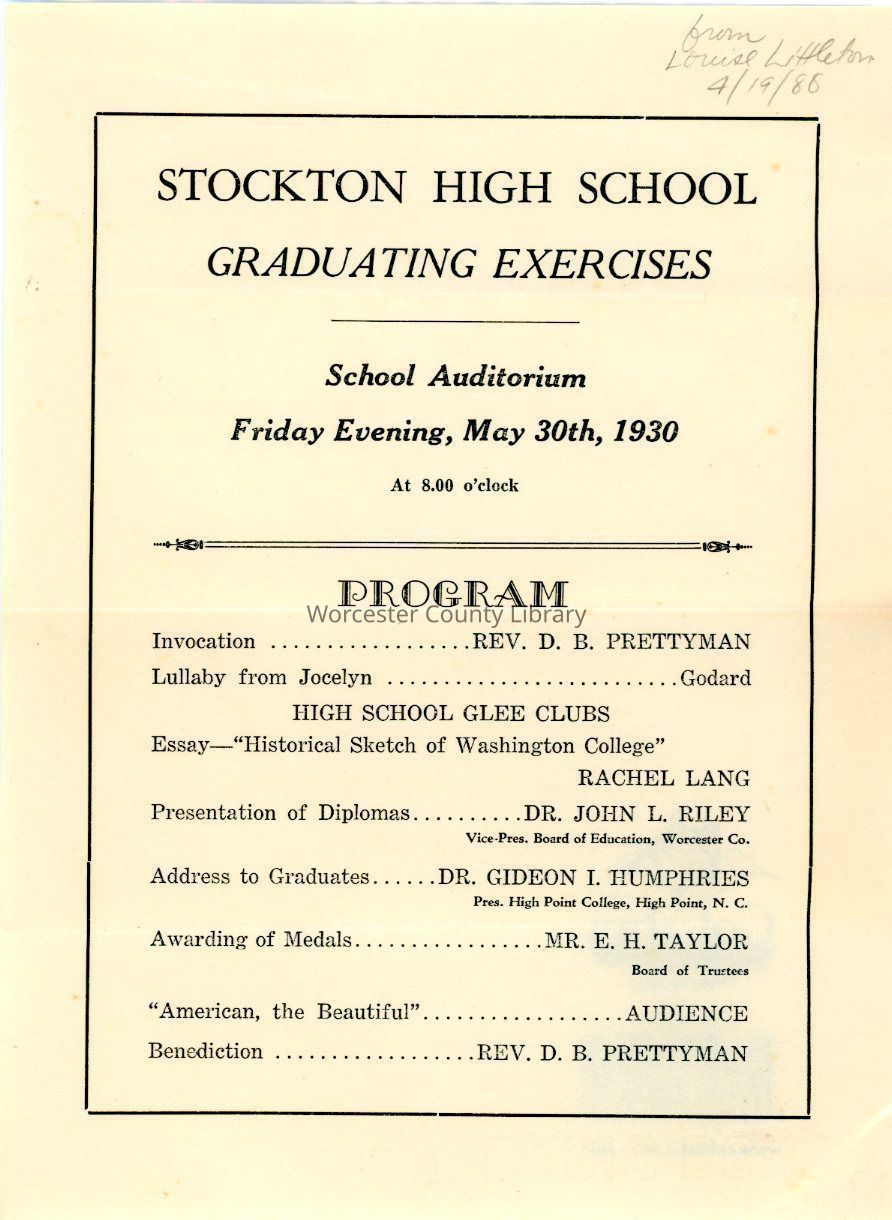 from
Louise Littleton
4/19/86
STOCKTON HIGH SCHOOL
GRADUATING EXERCISES
School Auditorium
Friday Evening, May 30th, 1930
At 8.00 o'clock
PROGRAM
Worcester County Library
Invocation ..................REV. D. B. PRETTYMAN
Lullaby from Jocelyn ..........................Godard
HIGH SCHOOL GLEE CLUBS
Essay—“Historical Sketch of Washington College”
RACHEL LANG
Presentation of Diplomas..........DR. JOHN L. RILEY
Vice-Pres. Board of Education, Worcester Co.
Address to Graduates......DR. GIDEON I. HUMPHRIES
Pres. High Point College, High Point, N. C.
Awarding of Medals.................MR. E. H. TAYLOR
Board of Trustees
“American, the Beautiful”..................AUDIENCE
Benediction ..................REV. D. B. PRETTYMAN